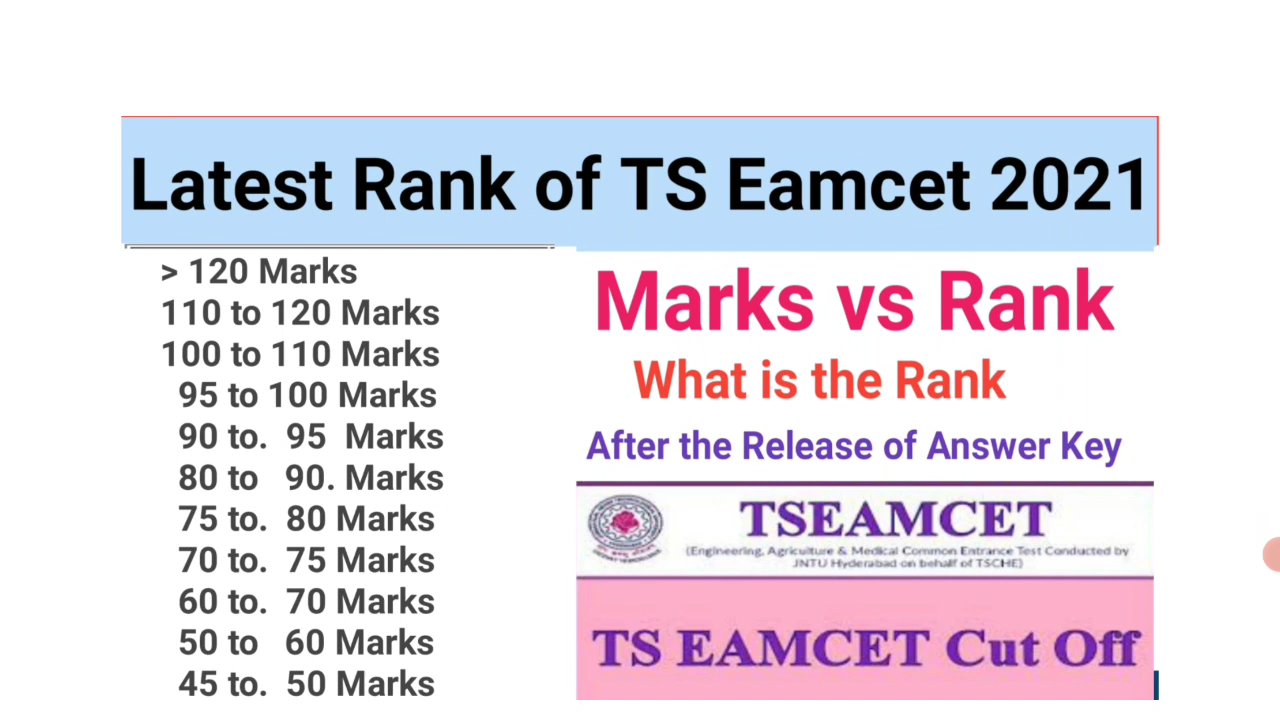 Latest Rank of TS Eamcet 2021
> 120 Marks
110 to 120 Marks
100 to 110 Marks
95 to 100 Marks
90 to. 95 Marks
80 to 90. Marks
75 to. 80 Marks
70 to. 75 Marks
60 to. 70 Marks
50 to 60 Marks
45 to. 50 Marks
Marks vs Rank
What is the Rank
After the Release of Answer Key
TSEAMCET
(Engineering, Agriculture & Medical Common Entrance Test Conducted by
JNTU Hyderabad on behalf of TSCHE)
TS EAMCET Cut Off